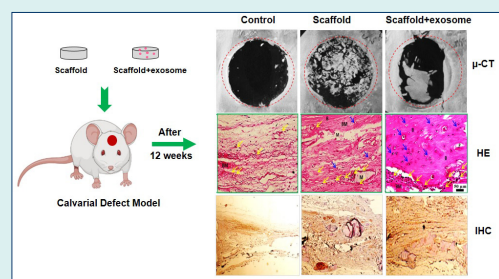 Control Scaffold Scaffold+exosome
μ-CT
Scaffold Scaffold+exosome
After
12 weeks
HE
Calvarial Defect Model
IHC